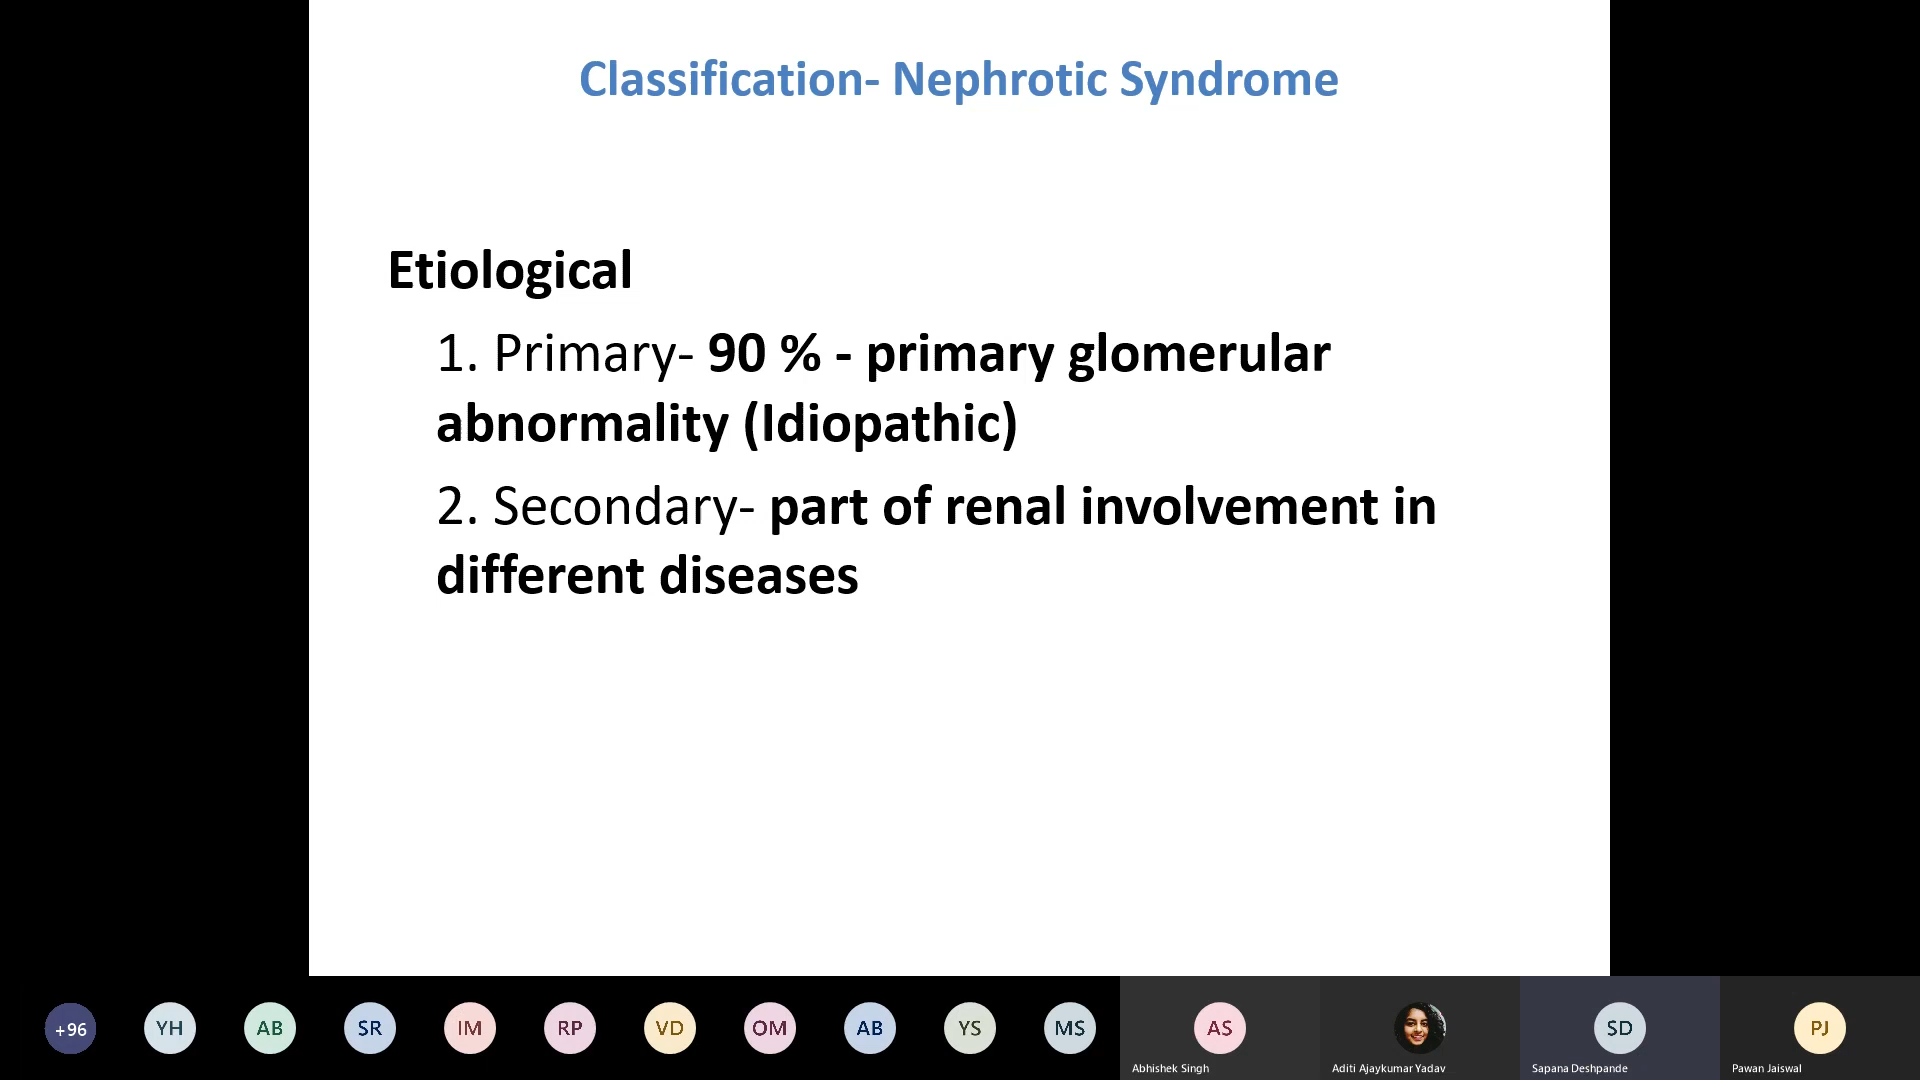 Classification- Nephrotic Syndrome
Etiological
1. Primary- 90 % - primary glomerular
abnormality (Idiopathic)
2. Secondary- part of renal involvement in
different diseases
+96
YH
AB
SR
IM
RP
VD
OM
AB
YS
MS
AS
SD
PJ
Abhishek Singh
Aditi Ajaykumar Yadav
Sapana Deshpande
Pawan Jaiswal